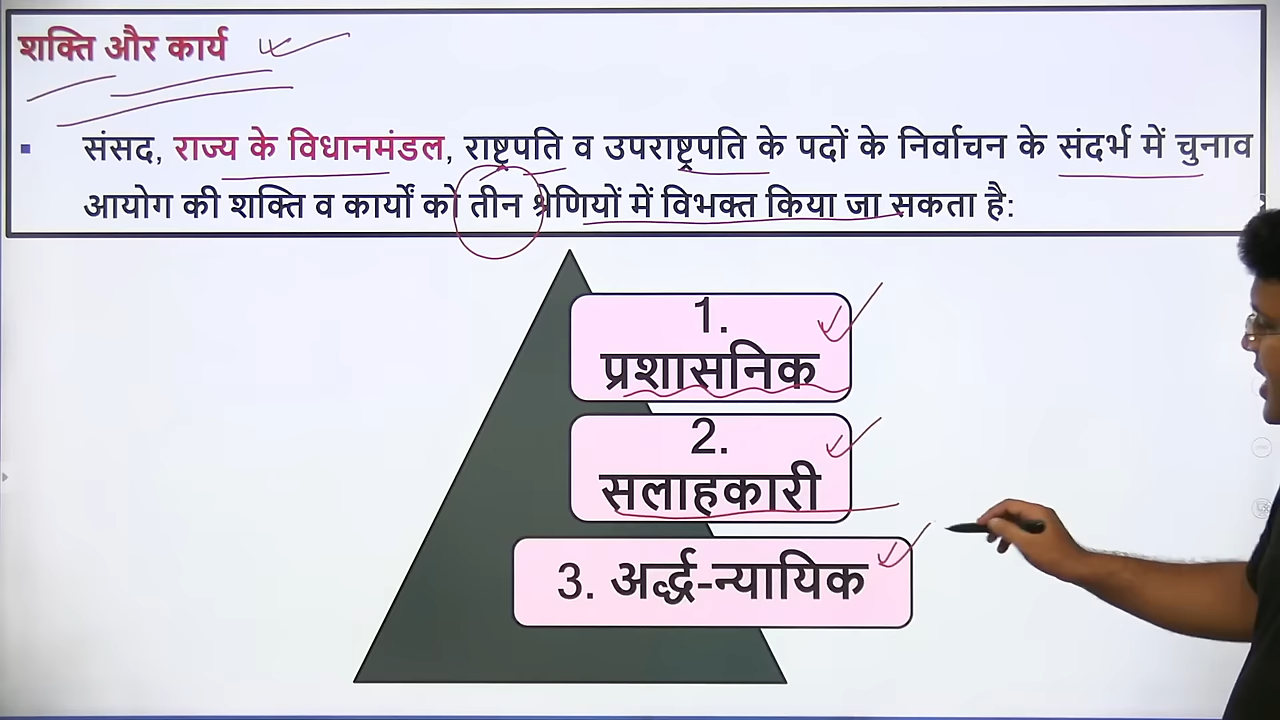 शक्ति और कार्य
संसद, राज्य के विधानमंडल, राष्ट्रपति व उपराष्ट्रपति के पदों के निर्वाचन के संदर्भ में चुनाव
आयोग की शक्ति व कार्यों को तीन श्रेणियों में विभक्त किया जा सकता है:
1.
प्रशासनिक
2.
सलाहकारी
3. अर्द्ध-न्यायिक